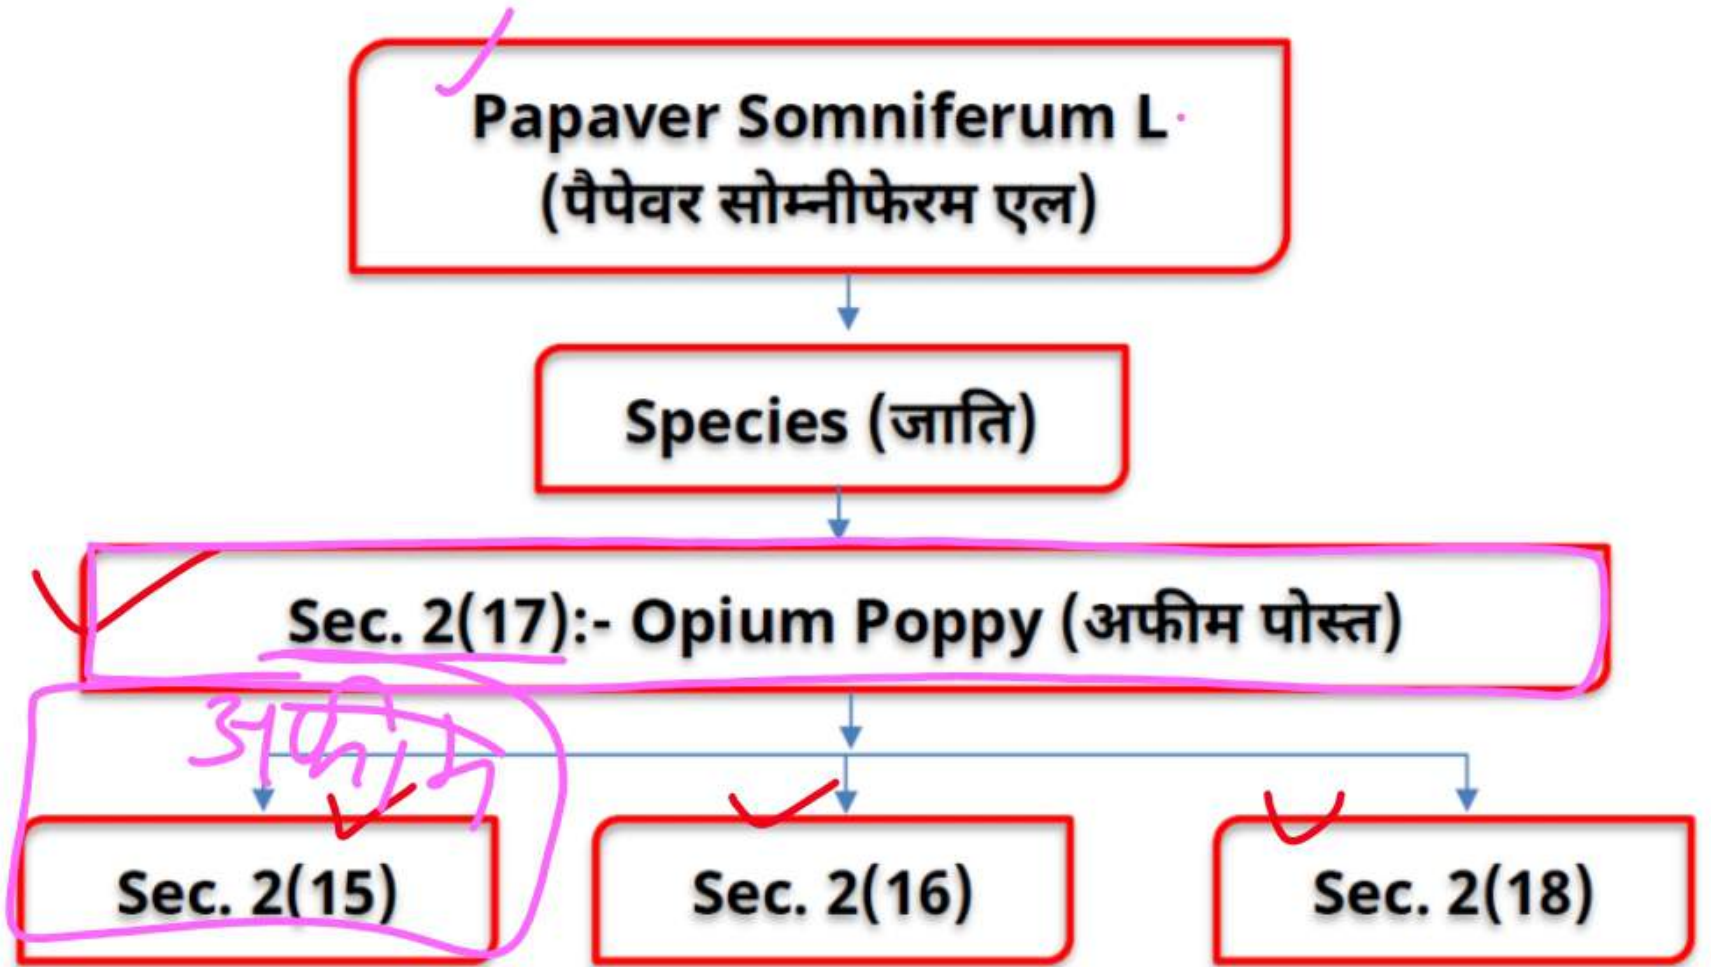 Papaver Somniferum L
(पैपेवर सोम्नीफेरम एल)
Species (जाति)
Sec. 2(17):- Opium Poppy (अफीम पोस्त)
अफीम
Sec. 2(15)
Sec. 2(16)
Sec. 2(18)